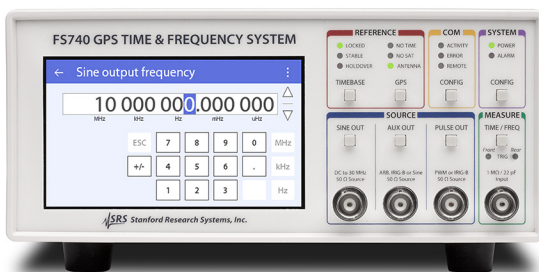 FS740 GPS TIME & FREQUENCY SYSTEM
← Sine output frequency
10 000 000.000 000
MHz kHz Hz mHz uHz
ESC 7 8 9 0 MHz
+/- 4 5 6 . kHz
1 2 3 Hz
SRS Stanford Research Systems, Inc.
REFERENCE
LOCKED NO TIME
STABLE NO SAT
HOLDOVER ANTENNA
TIMEBASE GPS
COM
ACTIVITY
ERROR
REMOTE
CONFIG
SYSTEM
POWER
ALARM
CONFIG
SOURCE
SINE OUT AUX OUT PULSE OUT
DC to 30 MHz ARB, IRIG-B or Sine PWM or IRIG-B
50 Ω Source 50 Ω Source 50 Ω Source
MEASURE
TIME / FREQ
Front Rear
TRIG
1 MΩ / 22 pF
Input